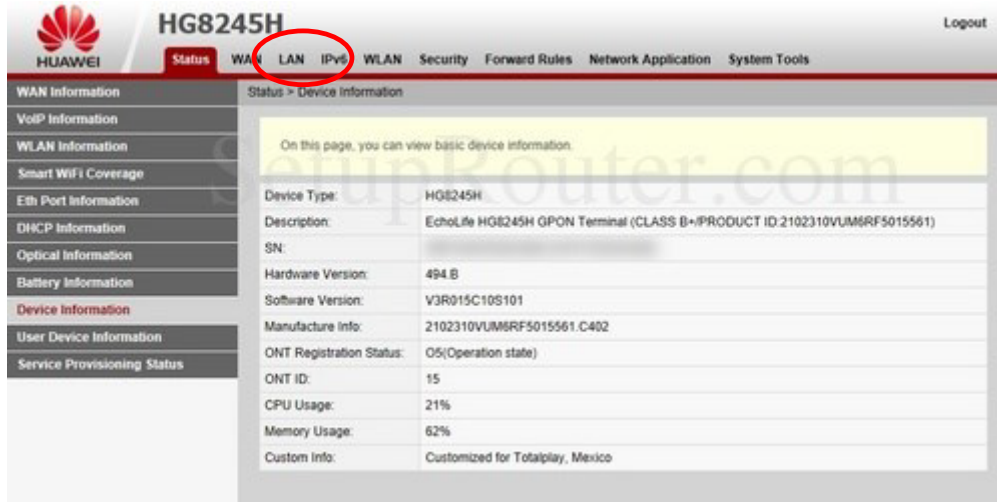 HG8245H
Logout
HUAWEI
Status WAN LAN IPv6 WLAN Security Forward Rules Network Application System Tools
WAN Information
VoIP Information
WLAN Information
Smart WiFi Coverage
Eth Port Information
DHCP Information
Optical Information
Battery Information
Device Information
User Device Information
Service Provisioning Status
Status > Device Information
On this page, you can view basic device information.
SetupRouter.com
Device Type: HG8245H
Description: EchoLife HG8245H GPON Terminal (CLASS B+/PRODUCT ID:2102310VUM6RF5015561)
SN:
Hardware Version: 494.B
Software Version: V3R015C10S101
Manufacture Info: 2102310VUM6RF5015561.C402
ONT Registration Status: O5(Operation state)
ONT ID: 15
CPU Usage: 21%
Memory Usage: 62%
Custom Info: Customized for Totalplay, Mexico